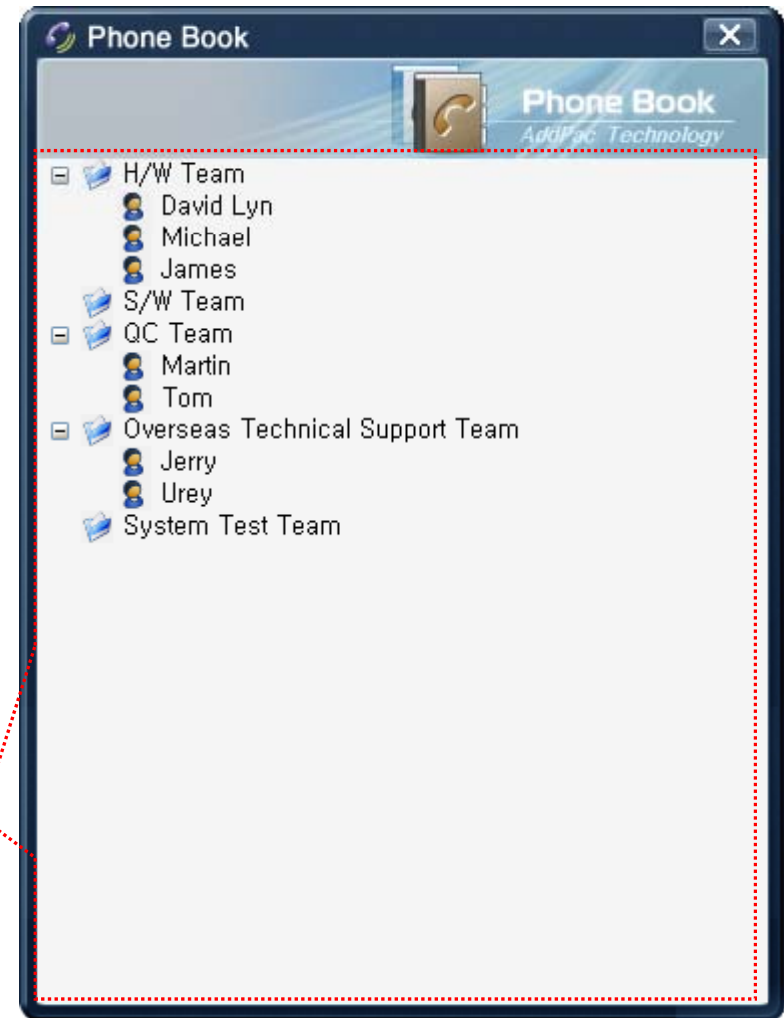 Phone Book
Phone Book
AddPac Technology
H/W Team
David Lyn
Michael
James
S/W Team
QC Team
Martin
Tom
Overseas Technical Support Team
Jerry
Urey
System Test Team